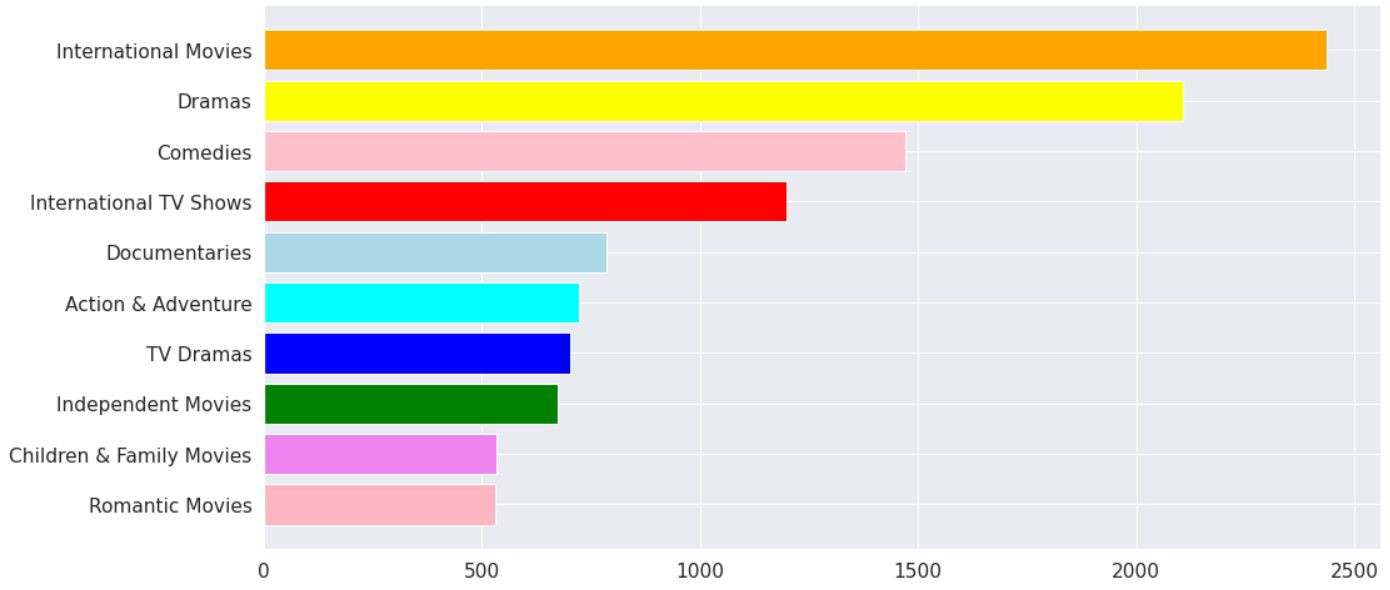 International Movies
Dramas
Comedies
International TV Shows
Documentaries
Action & Adventure
TV Dramas
Independent Movies
Children & Family Movies
Romantic Movies
0 500 1000 1500 2000 2500